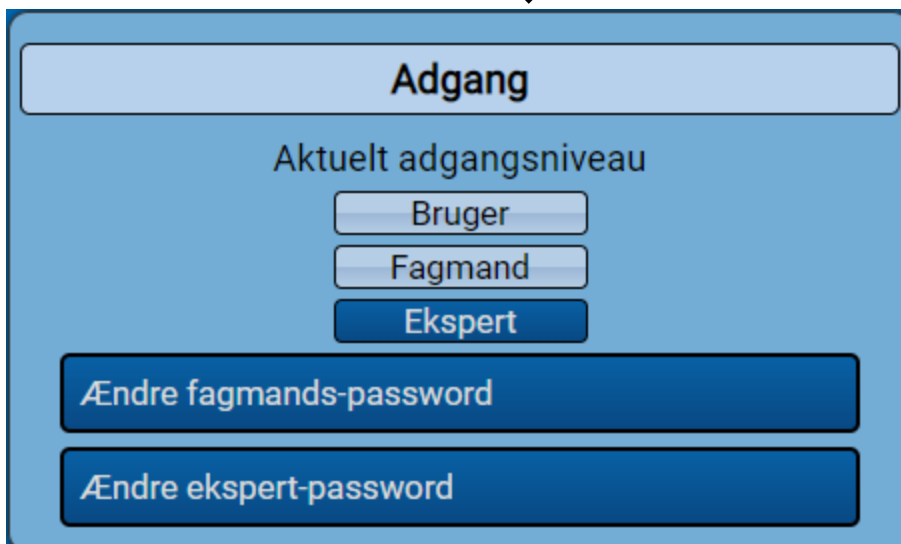 Adgang
Aktuelt adgangsniveau
Bruger
Fagmand
Ekspert
Ændre fagmands-password
Ændre ekspert-password